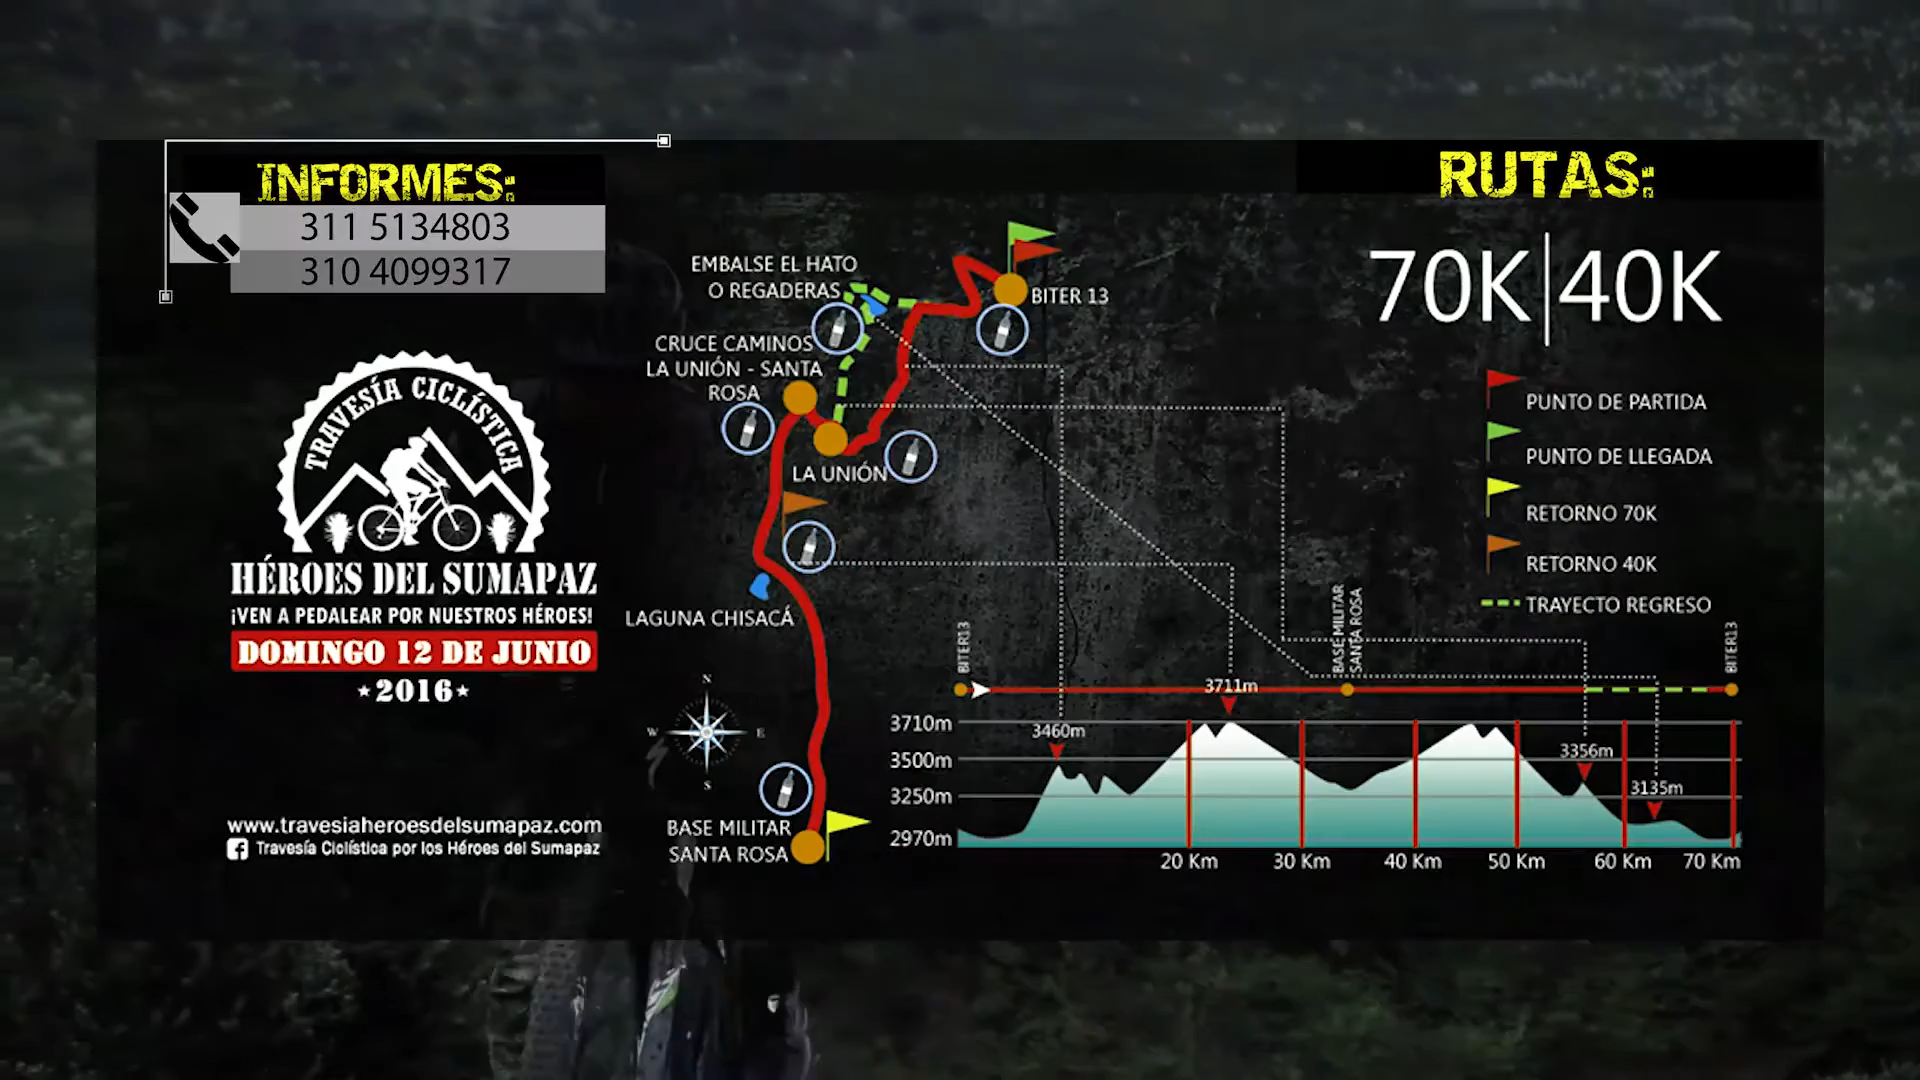 INFORMES:
311 5134803
310 4099317
TRAVESÍA CICLÍSTICA
HÉROES DEL SUMAPAZ
¡VEN A PEDALEAR POR NUESTROS HÉROES!
DOMINGO 12 DE JUNIO
★2016★
www.travesiaheroesdelsumapaz.com
Travesía Ciclística por los Héroes del Sumapaz
EMBALSE EL HATO
O REGADERAS
BITER 13
CRUCE CAMINOS
LA UNIÓN - SANTA
ROSA
LA UNIÓN
LAGUNA CHISACÁ
N
W
E
S
BASE MILITAR
SANTA ROSA
RUTAS:
70K|40K
PUNTO DE PARTIDA
PUNTO DE LLEGADA
RETORNO 70K
RETORNO 40K
TRAYECTO REGRESO
BITER13
BASE MILITAR
SANTA ROSA
BITER13
3711m
3460m
3356m
3135m
3710m
3500m
3250m
2970m
20 Km
30 Km
40 Km
50 Km
60 Km
70 Km